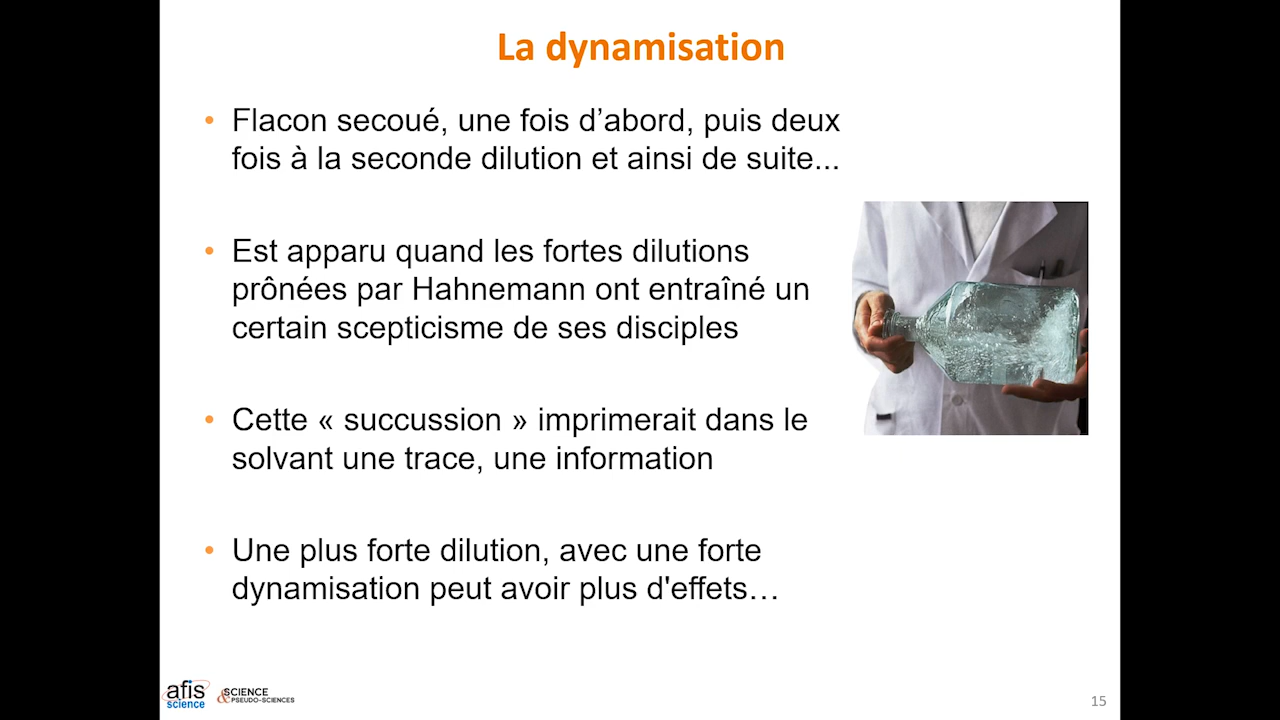 La dynamisation
• Flacon secoué, une fois d’abord, puis deux
fois à la seconde dilution et ainsi de suite...
• Est apparu quand les fortes dilutions
prônées par Hahnemann ont entraîné un
certain scepticisme de ses disciples
• Cette « succussion » imprimerait dans le
solvant une trace, une information
• Une plus forte dilution, avec une forte
dynamisation peut avoir plus d'effets…
afis
science
SCIENCE
& PSEUDO-SCIENCES
15